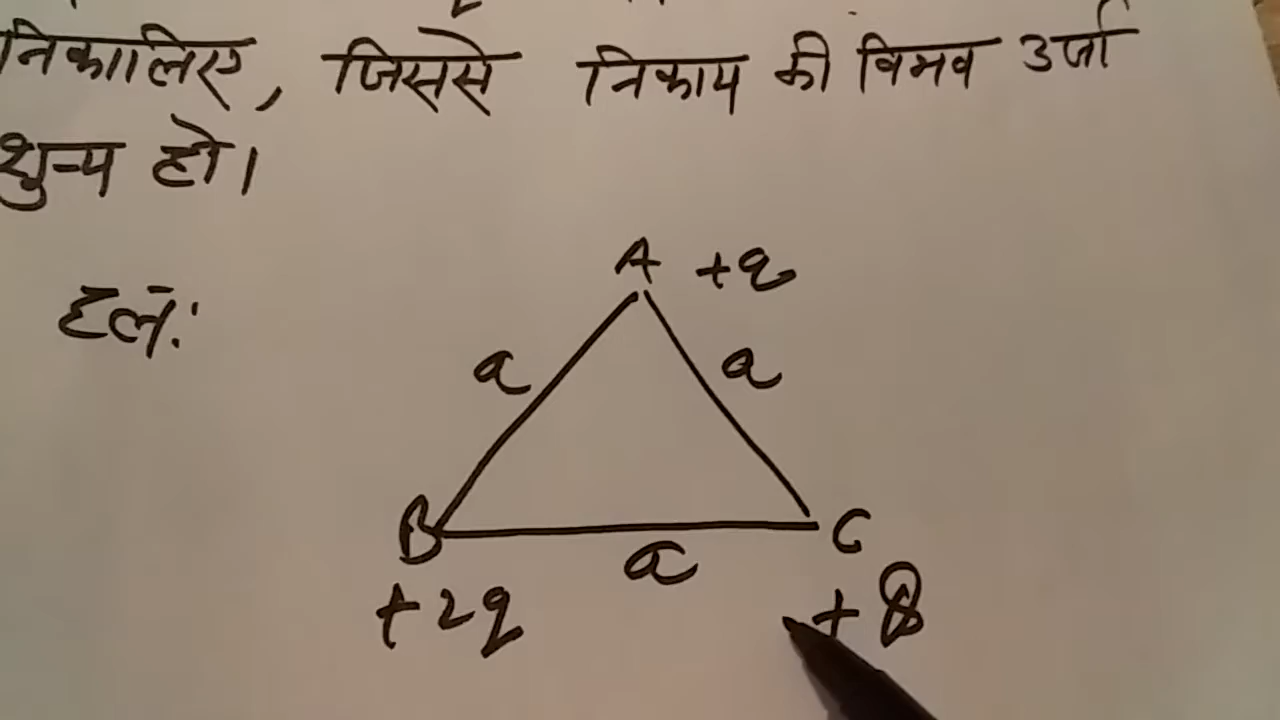 निकालिए, जिससे निकाय की विभव उर्जा
शुन्य हो।
हल:
A +q
a a
B C
a
+2q +Q